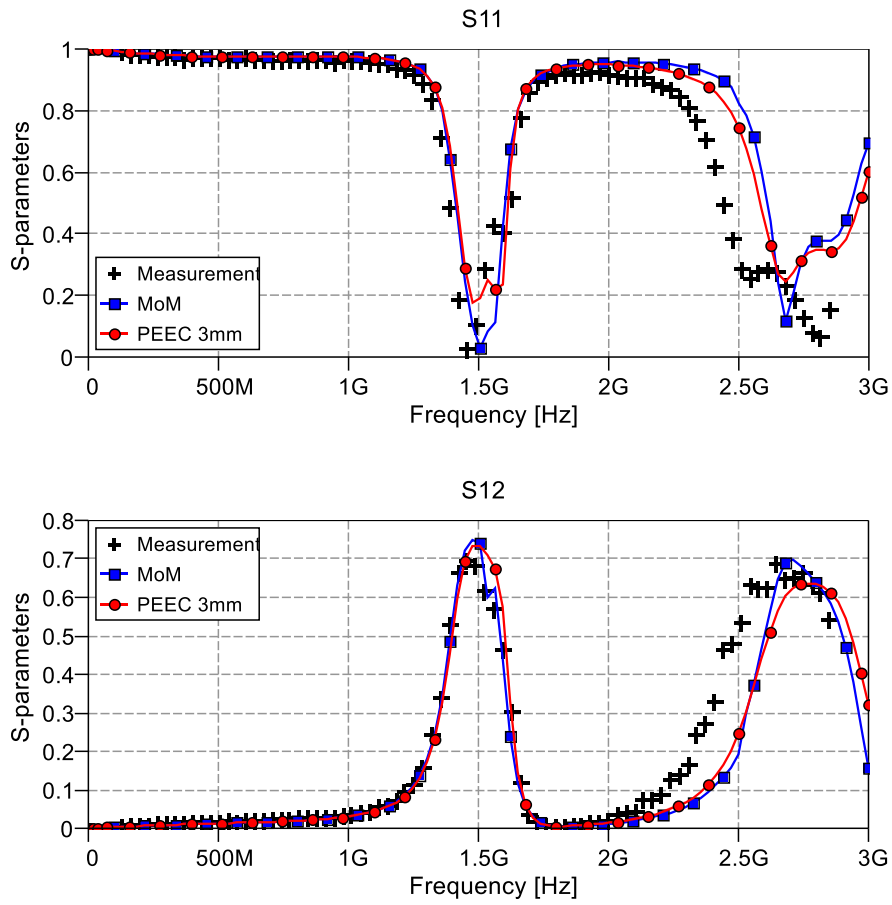 S11
S-parameters
1
0.8
0.6
0.4
0.2
0
Measurement
MoM
PEEC 3mm
0 500M 1G 1.5G 2G 2.5G 3G
Frequency [Hz]
S12
S-parameters
0.8
0.7
0.6
0.5
0.4
0.3
0.2
0.1
0
Measurement
MoM
PEEC 3mm
0 500M 1G 1.5G 2G 2.5G 3G
Frequency [Hz]